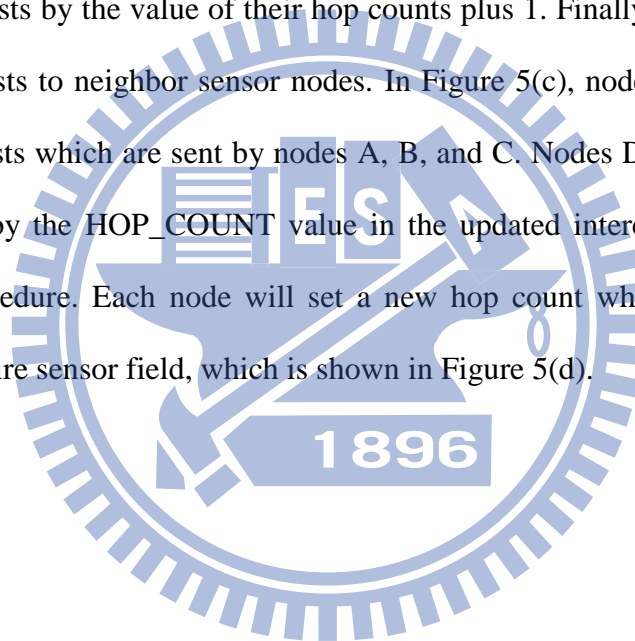 sts by the value of their hop counts plus 1. Finally
sts to neighbor sensor nodes. In Figure 5(c), node
sts which are sent by nodes A, B, and C. Nodes D
by the HOP_COUNT value in the updated intere
edure. Each node will set a new hop count wh
ire sensor field, which is shown in Figure 5(d).
E S A
1896